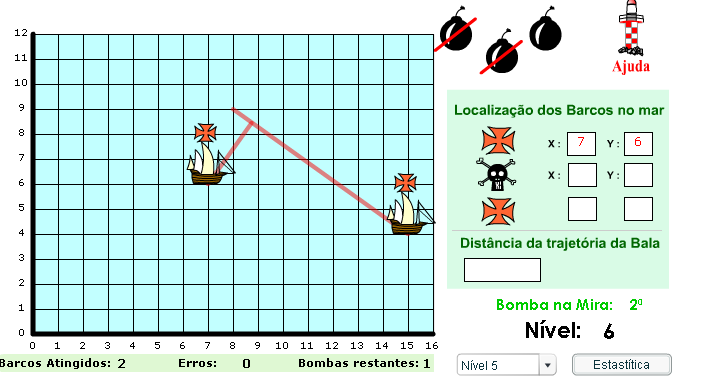 Ajuda
12
11
10
9
8
7
6
5
4
3
2
1
0
0 1 2 3 4 5 6 7 8 9 10 11 12 13 14 15 16
Localização dos Barcos no mar
X: 7 Y: 6
X: Y:
Distância da trajetória da Bala
Bomba na Mira: 2º
Nível: 6
Barcos Atingidos: 2 Erros: 0 Bombas restantes: 1
Nível 5 Estastítica